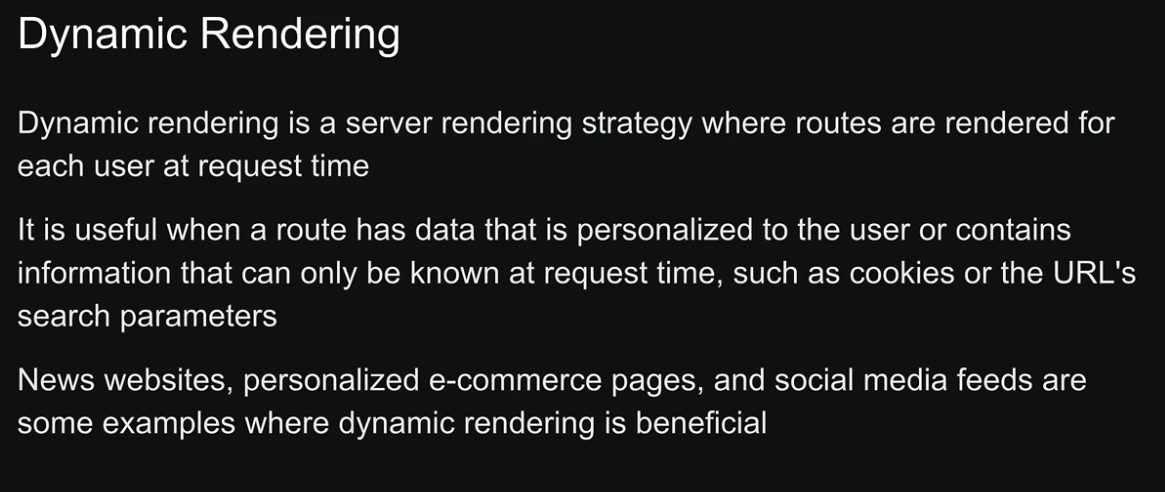 Dynamic Rendering
Dynamic rendering is a server rendering strategy where routes are rendered for
each user at request time
It is useful when a route has data that is personalized to the user or contains
information that can only be known at request time, such as cookies or the URL's
search parameters
News websites, personalized e-commerce pages, and social media feeds are
some examples where dynamic rendering is beneficial